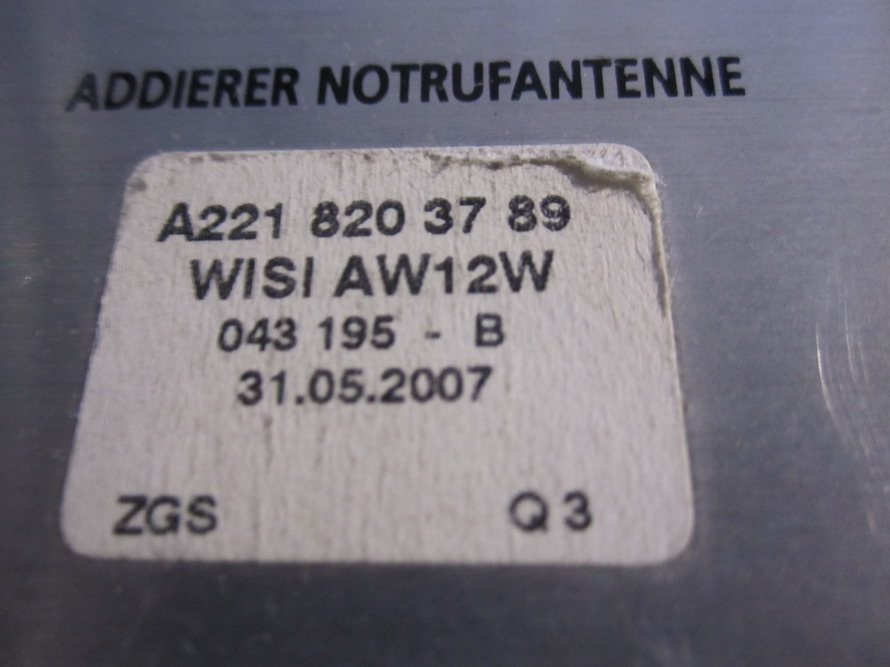 ADDIERER NOTRUFANTENNE
A221 820 37 89
WISI AW12W
043 195 - B
31.05.2007
ZGS Q3